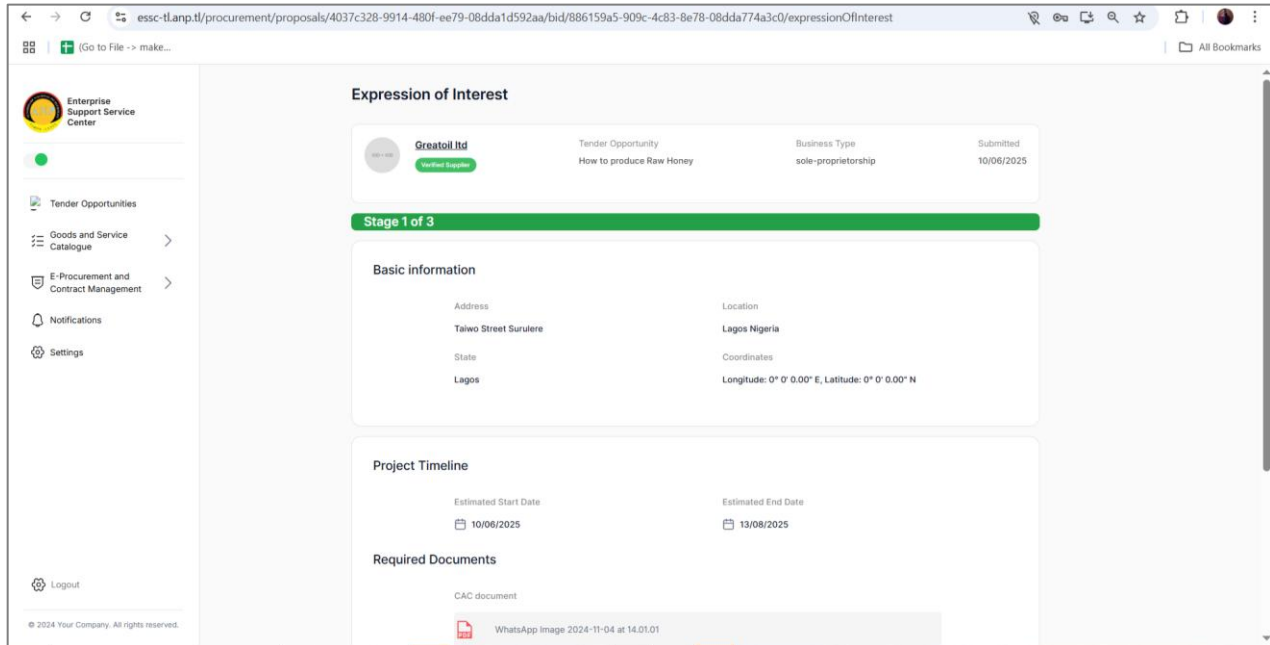 essc-tl.anp.tl/procurement/proposals/4037c328-9914-480f-ee79-08dda1d592aa/bid/886159a5-909c-4c83-8e78-08dda774a3c0/expressionOfInterest
(Go to File -> make...
All Bookmarks
Enterprise
Support Service
Center
Tender Opportunities
Goods and Service
Catalogue
E-Procurement and
Contract Management
Notifications
Settings
Logout
© 2024 Your Company. All rights reserved.
Expression of Interest
Greatoil ltd
Verified Supplier
Tender Opportunity
How to produce Raw Honey
Business Type
sole-proprietorship
Submitted
10/06/2025
Stage 1 of 3
Basic information
Address
Taiwo Street Surulere
Location
Lagos Nigeria
State
Lagos
Coordinates
Longitude: 0° 0' 0.00" E, Latitude: 0° 0' 0.00" N
Project Timeline
Estimated Start Date
10/06/2025
Estimated End Date
13/08/2025
Required Documents
CAC document
PDF
WhatsApp Image 2024-11-04 at 14.01.01